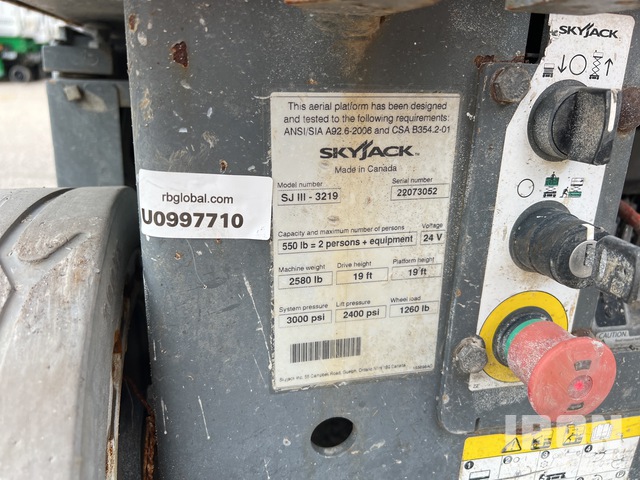 This aerial platform has been designed
and tested to the following requirements:
ANSI/SIA A92.6-2006 and CSA B354.2-01
SKYJACK
Made in Canada
Model number
Serial number
SJ III - 3219
22073052
Capacity and maximum number of persons
Voltage
550 lb = 2 persons + equipment
24 V
Machine weight
Drive height
Platform height
2580 lb
19 ft
19 ft
System pressure
Lift pressure
Wheel load
3000 psi
2400 psi
1260 lb
rbglobal.com
U0997710
SKYJACK
CAUTION
IRON